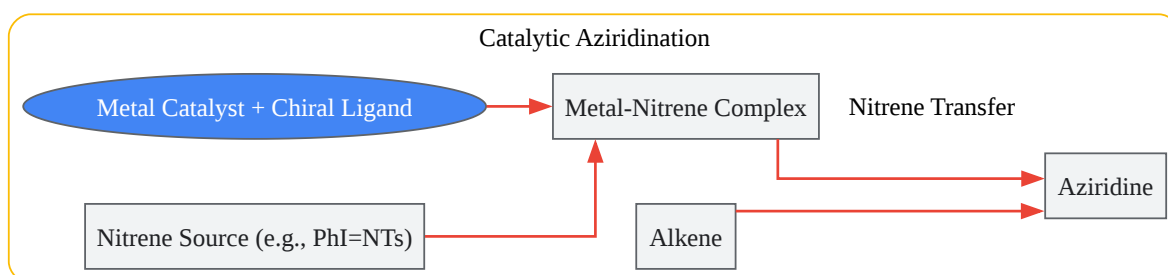 Catalytic Aziridination
Metal Catalyst + Chiral Ligand
Metal-Nitrene Complex
Nitrene Transfer
Aziridine
Nitrene Source (e.g., PhI=NTs)
Alkene